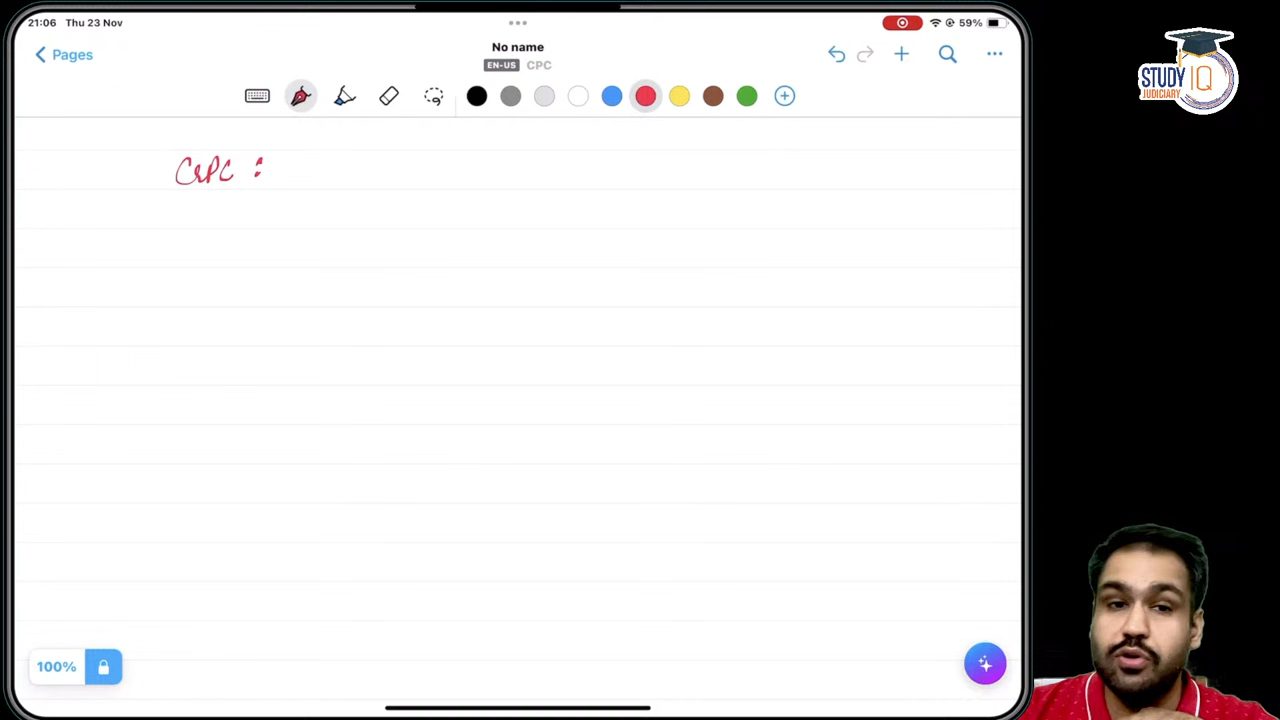 21:06 Thu 23 Nov
59%
Pages
No name
EN-US CPC
CrPC :
100%
STUDY IQ
JUDICIARY